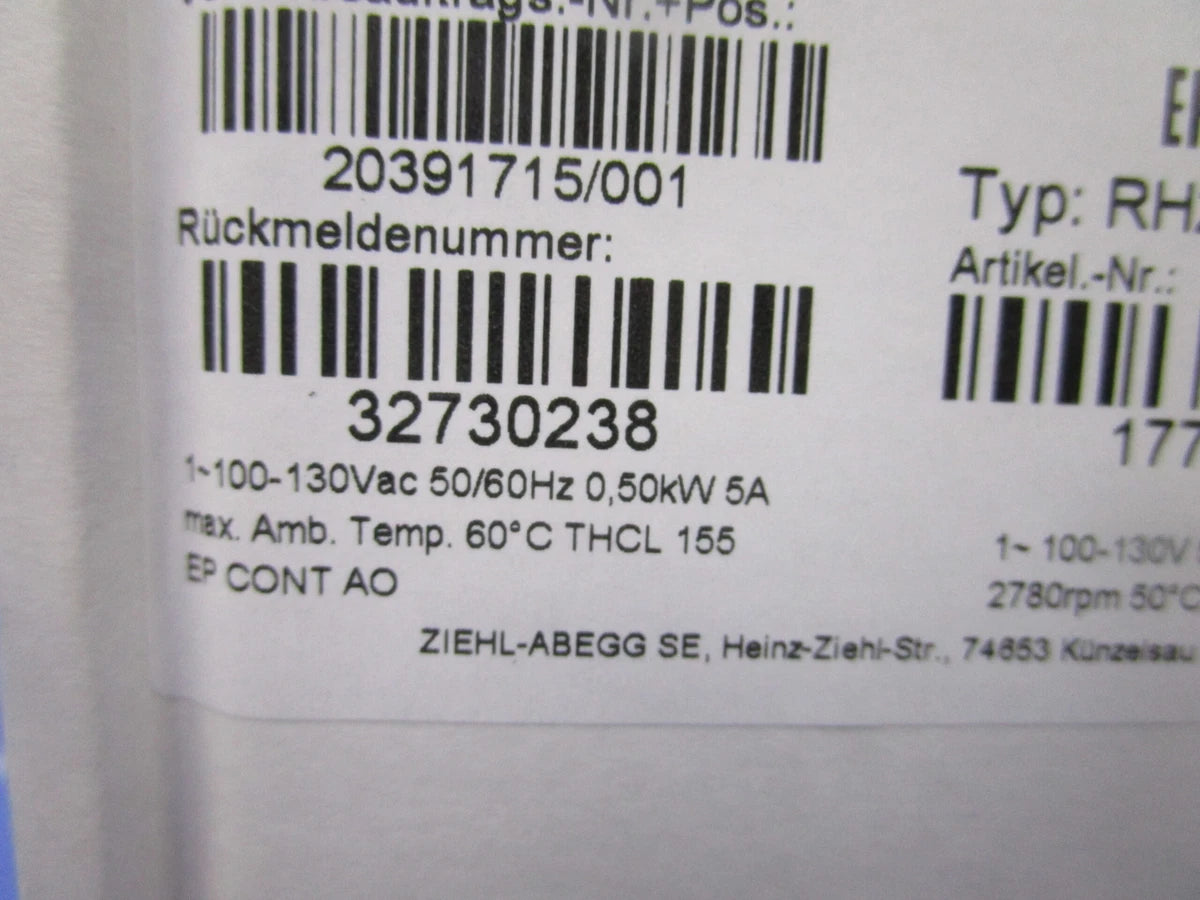 20391715/001
Rückmeldenummer:
32730238
1~100-130Vac 50/60Hz 0,50kW 5A
max. Amb. Temp. 60°C THCL 155
EP CONT AO
Typ: RH
Artikel.-Nr.:
177
1~ 100-130V
2780rpm 50°C
ZIEHL-ABEGG SE, Heinz-Ziehl-Str., 74653 Künzelsau